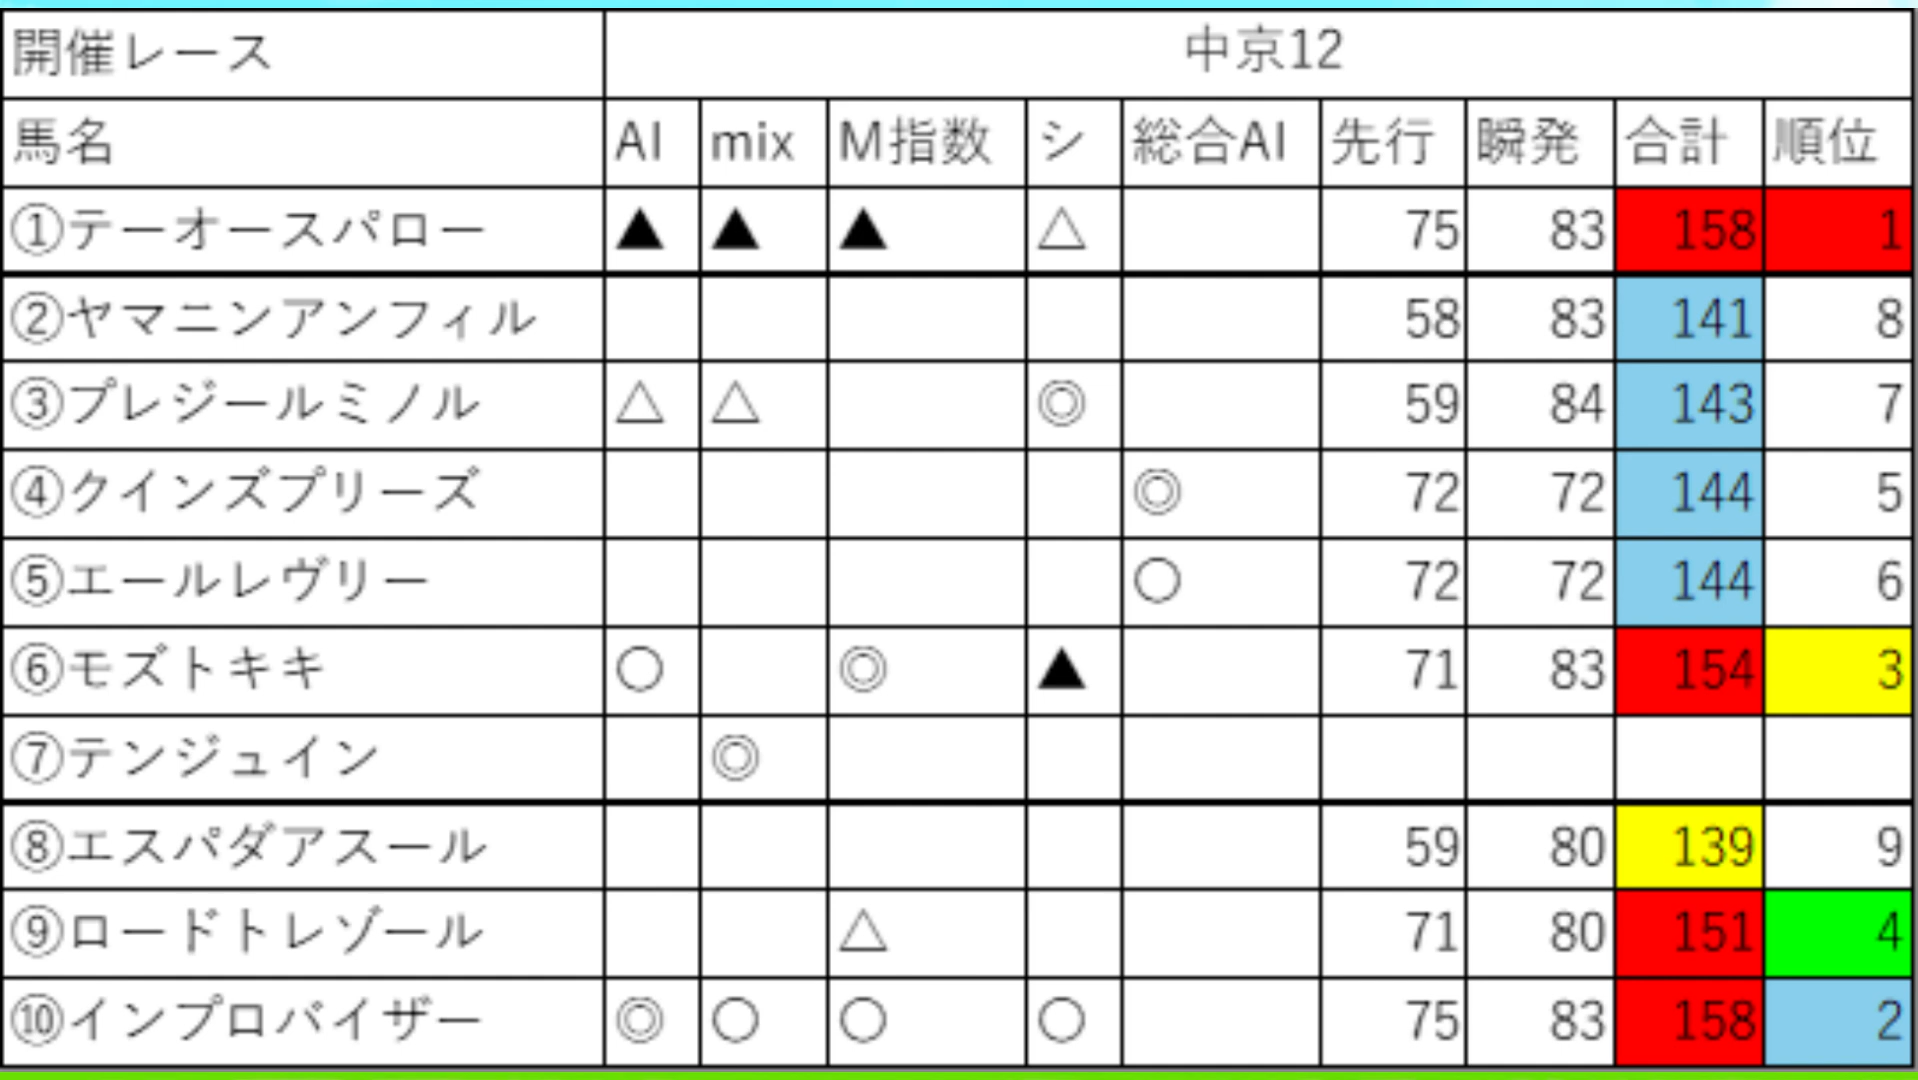 開催レース 中京12
馬名 AI mix M指数 シ 総合AI 先行 瞬発 合計 順位
①テーオースパロー ▲ ▲ ▲ △ 75 83 158 1
②ヤマニンアンフィル 58 83 141 8
③プレジールミノル △ △ ◎ 59 84 143 7
④クインズプリーズ ◎ 72 72 144 5
⑤エールレヴリー ○ 72 72 144 6
⑥モズトキキ ○ ◎ ▲ 71 83 154 3
⑦テンジュイン ◎
⑧エスパダアスール 59 80 139 9
⑨ロードトレゾール △ 71 80 151 4
⑩インプロバイザー ◎ ○ ○ ○ 75 83 158 2